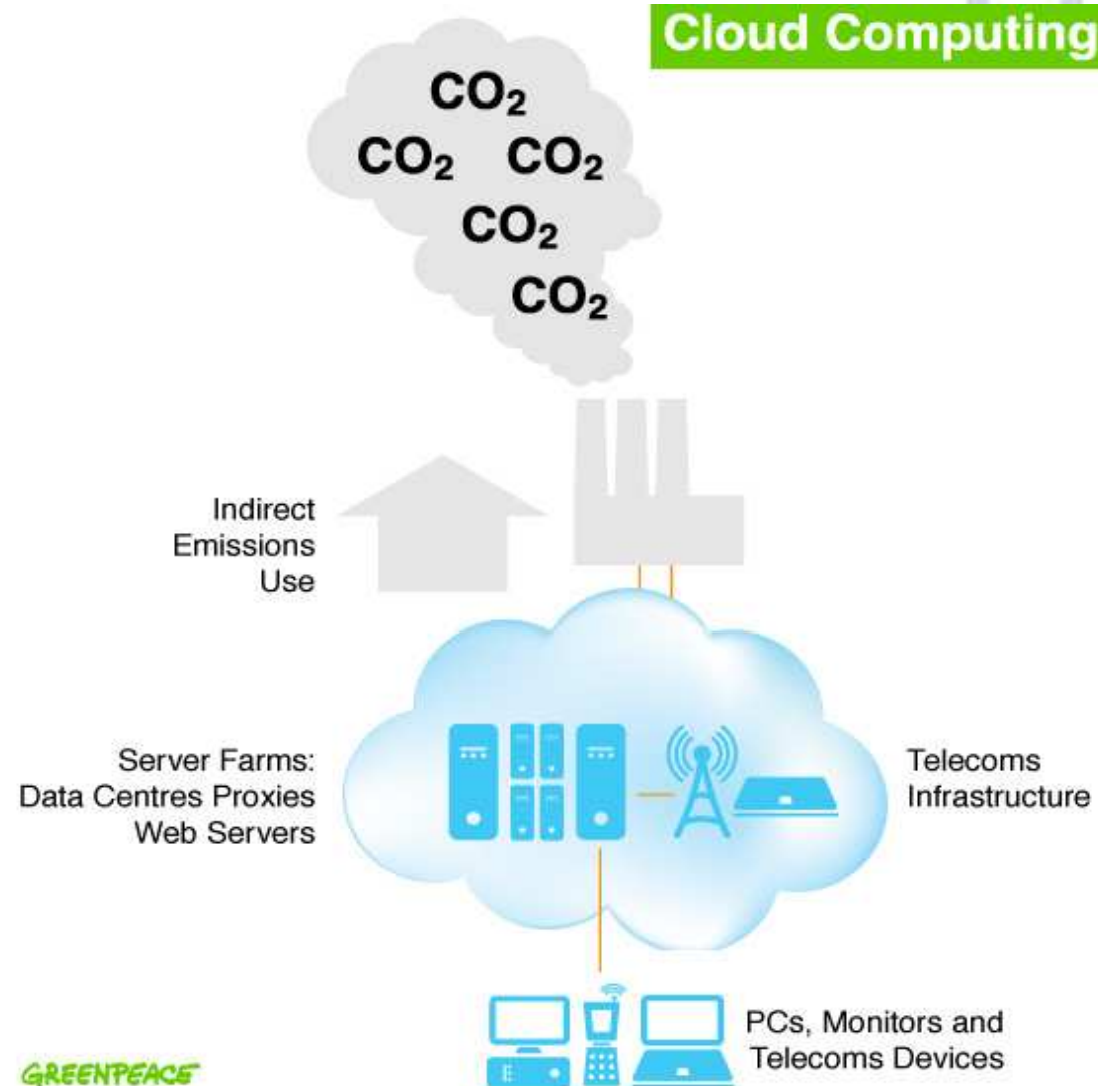 Cloud Computing
CO₂
CO₂ CO₂
CO₂
CO₂
Indirect
Emissions
Use
Server Farms:
Data Centres Proxies
Web Servers
Telecoms
Infrastructure
PCs, Monitors and
Telecoms Devices
GREENPEACE